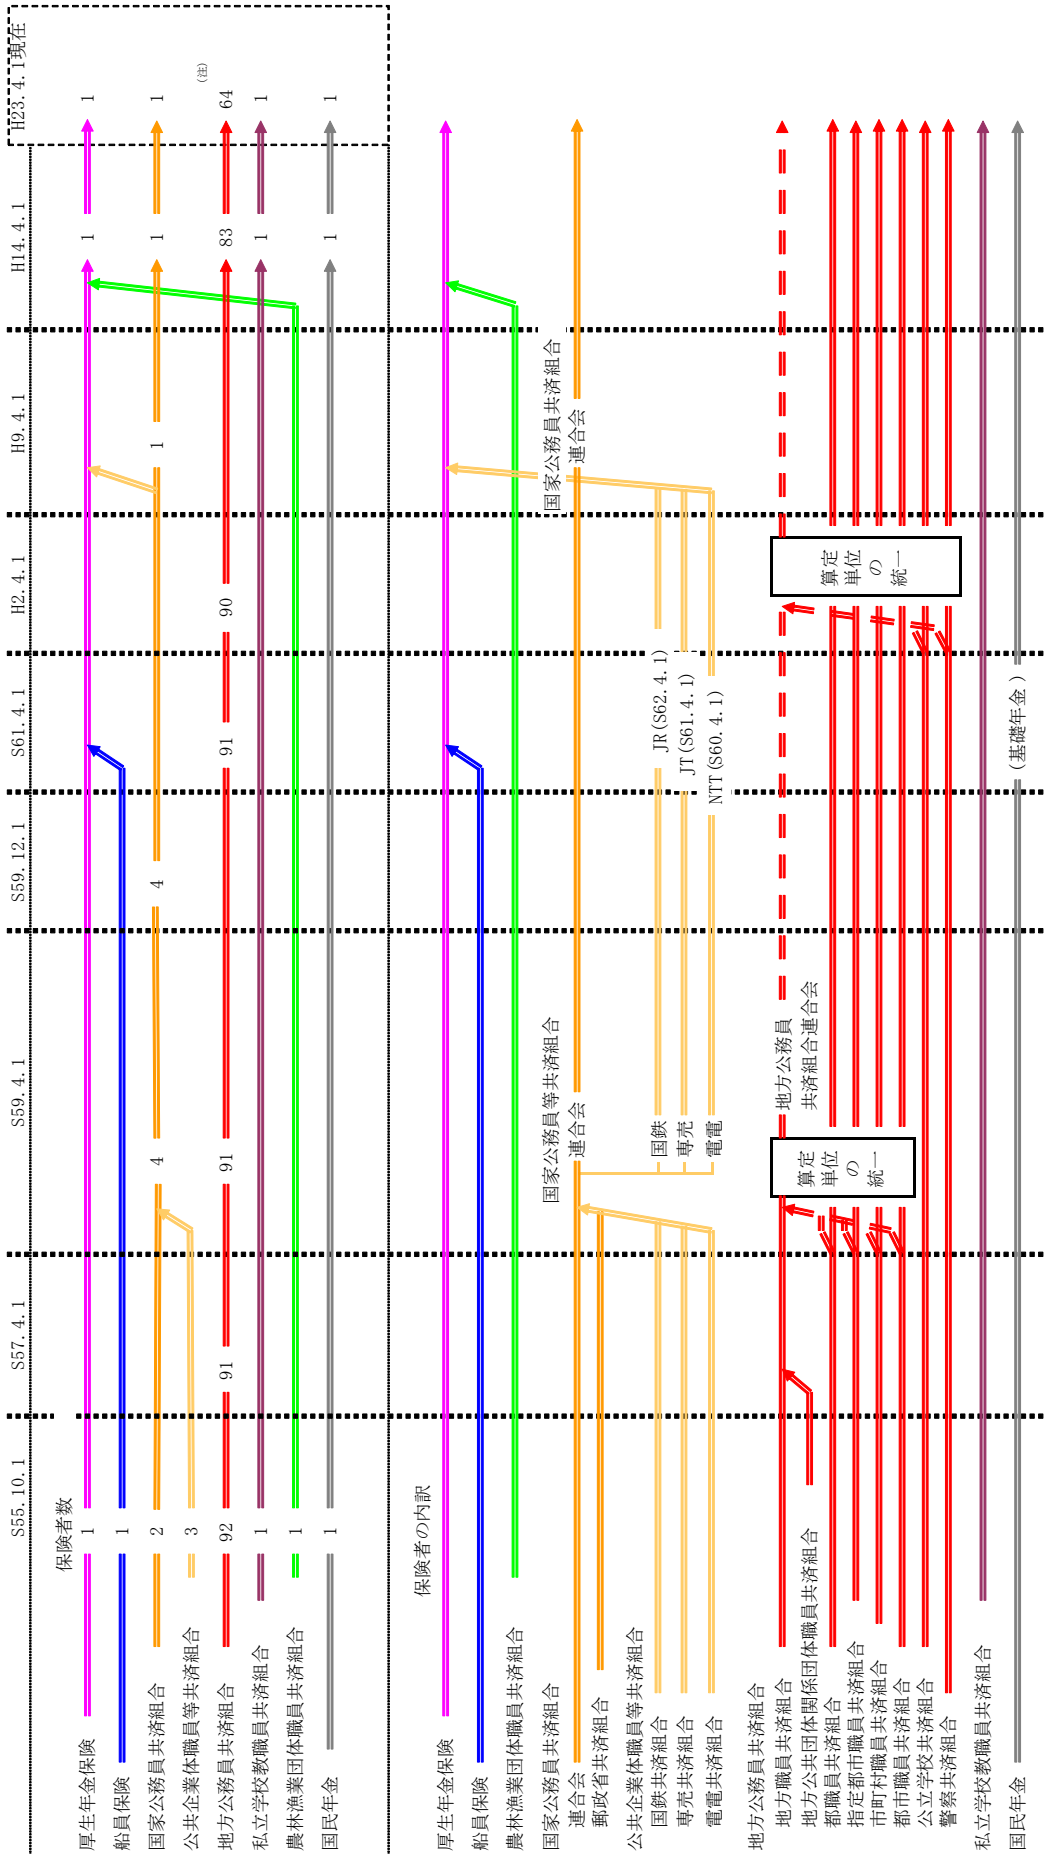 S55.10.1
S57.4.1
S59.4.1
S59.12.1
S61.4.1
H2.4.1
H9.4.1
H14.4.1
H23.4.1現在
保険者数
厚生年金保険 1 1 1
船員保険 1
国家公務員共済組合 2 4 4 1 1 1
公共企業体職員等共済組合 3
地方公務員共済組合 92 91 91 91 90 83 64
(注)
私立学校教職員共済組合 1 1 1
農林漁業団体職員共済組合 1
国民年金 1 1 1
保険者の内訳
厚生年金保険
船員保険
農林漁業団体職員共済組合
国家公務員共済組合
連合会
国家公務員等共済組合
連合会
国家公務員共済組合
連合会
郵政省共済組合
公共企業体職員等共済組合
国鉄共済組合 国鉄 JR(S62.4.1)
専売共済組合 専売 JT(S61.4.1)
電電共済組合 電電 NTT(S60.4.1)
地方公務員共済組合
地方職員共済組合
地方公務員
共済組合連合会
地方公共団体関係団体職員共済組合
都職員共済組合
指定都市職員共済組合
市町村職員共済組合
都市職員共済組合
公立学校共済組合
警察共済組合
算定
単位
の
統一
算定
単位
の
統一
私立学校教職員共済組合
国民年金 (基礎年金)